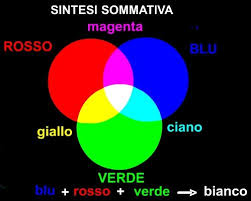 SINTESI SOMMATIVA
magenta
ROSSO
BLU
giallo
ciano
VERDE
blu + rosso + verde → bianco